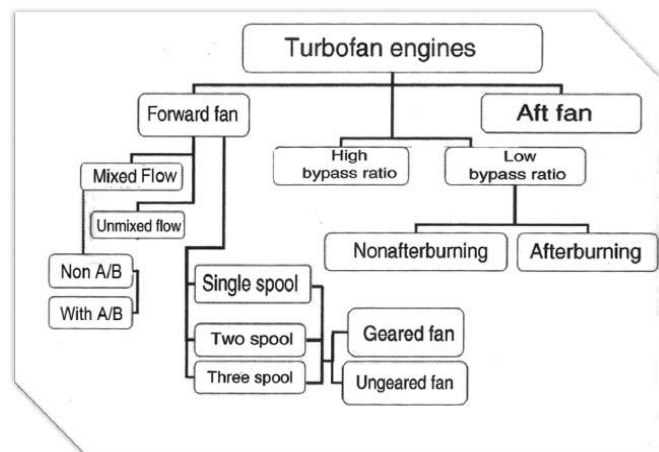 Turbofan engines
Forward fan
Aft fan
High
bypass ratio
Low
bypass ratio
Mixed Flow
Unmixed flow
Nonafterburning
Afterburning
Non A/B
With A/B
Single spool
Two spool
Three spool
Geared fan
Ungeared fan